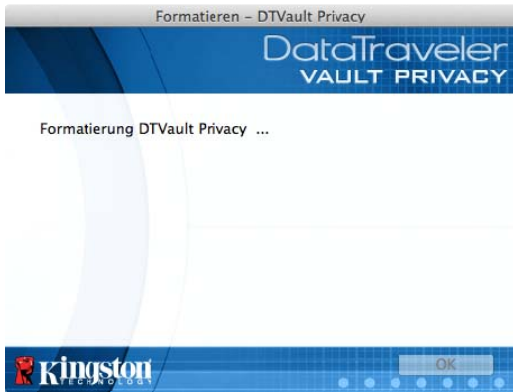 Formatieren – DTVault Privacy
DataTraveler
VAULT PRIVACY
Formatierung DTVault Privacy ...
Kingston
TECHNOLOGY
OK